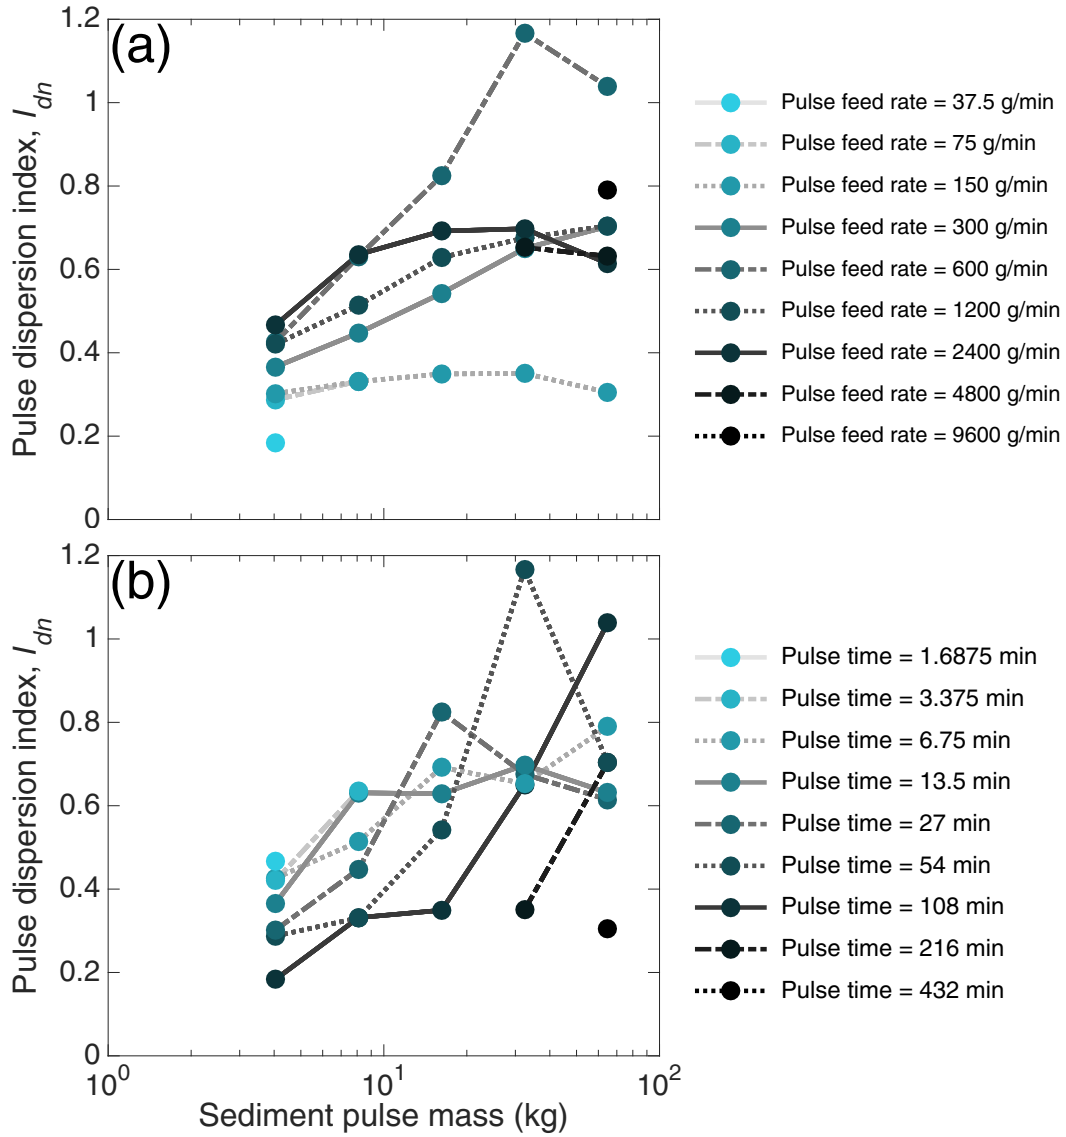 (a)
1.2
1
0.8
0.6
0.4
0.2
0
Pulse dispersion index, I_dn
Pulse feed rate = 37.5 g/min
Pulse feed rate = 75 g/min
Pulse feed rate = 150 g/min
Pulse feed rate = 300 g/min
Pulse feed rate = 600 g/min
Pulse feed rate = 1200 g/min
Pulse feed rate = 2400 g/min
Pulse feed rate = 4800 g/min
Pulse feed rate = 9600 g/min
(b)
1.2
1
0.8
0.6
0.4
0.2
0
Pulse dispersion index, I_dn
10^0 10^1 10^2
Sediment pulse mass (kg)
Pulse time = 1.6875 min
Pulse time = 3.375 min
Pulse time = 6.75 min
Pulse time = 13.5 min
Pulse time = 27 min
Pulse time = 54 min
Pulse time = 108 min
Pulse time = 216 min
Pulse time = 432 min